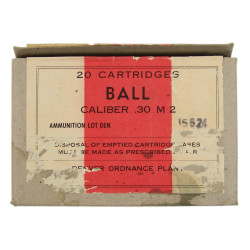 20 CARTRIDGES
BALL
CALIBER .30 M 2
AMMUNITION LOT DEN
DISPOSAL OF EMPTIED CARTRIDGE CASES
MUST BE MADE AS PRESCRIBED
DENVER ORDNANCE PLANT